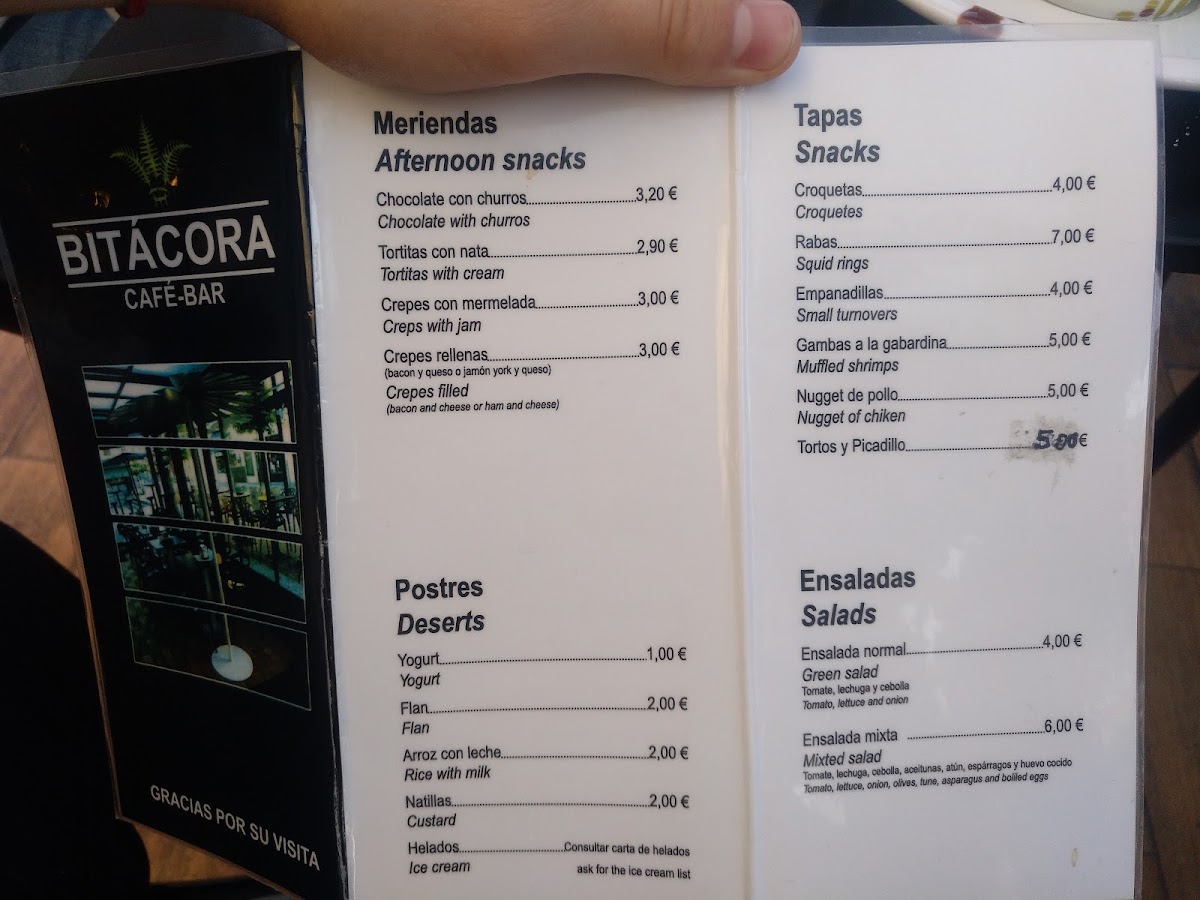 BITÁCORA
CAFÉ-BAR
GRACIAS POR SU VISITA
Meriendas
Afternoon snacks
Chocolate con churros 3,20 €
Chocolate with churros
Tortitas con nata 2,90 €
Tortitas with cream
Crepes con mermelada 3,00 €
Creps with jam
Crepes rellenas 3,00 €
(bacon y queso o jamón york y queso)
Crepes filled
(bacon and cheese or ham and cheese)
Postres
Deserts
Yogurt 1,00 €
Yogurt
Flan 2,00 €
Flan
Arroz con leche 2,00 €
Rice with milk
Natillas 2,00 €
Custard
Helados Consultar carta de helados
Ice cream ask for the ice cream list
Tapas
Snacks
Croquetas 4,00 €
Croquetes
Rabas 7,00 €
Squid rings
Empanadillas 4,00 €
Small turnovers
Gambas a la gabardina 5,00 €
Muffled shrimps
Nugget de pollo 5,00 €
Nugget of chiken
Tortos y Picadillo 5,00 €
Ensaladas
Salads
Ensalada normal 4,00 €
Green salad
Tomate, lechuga y cebolla
Tomato, lettuce and onion
Ensalada mixta 6,00 €
Mixted salad
Tomate, lechuga, cebolla, aceitunas, atún, espárragos y huevo cocido
Tomato, lettuce, onion, olives, tune, asparagus and boliled eggs